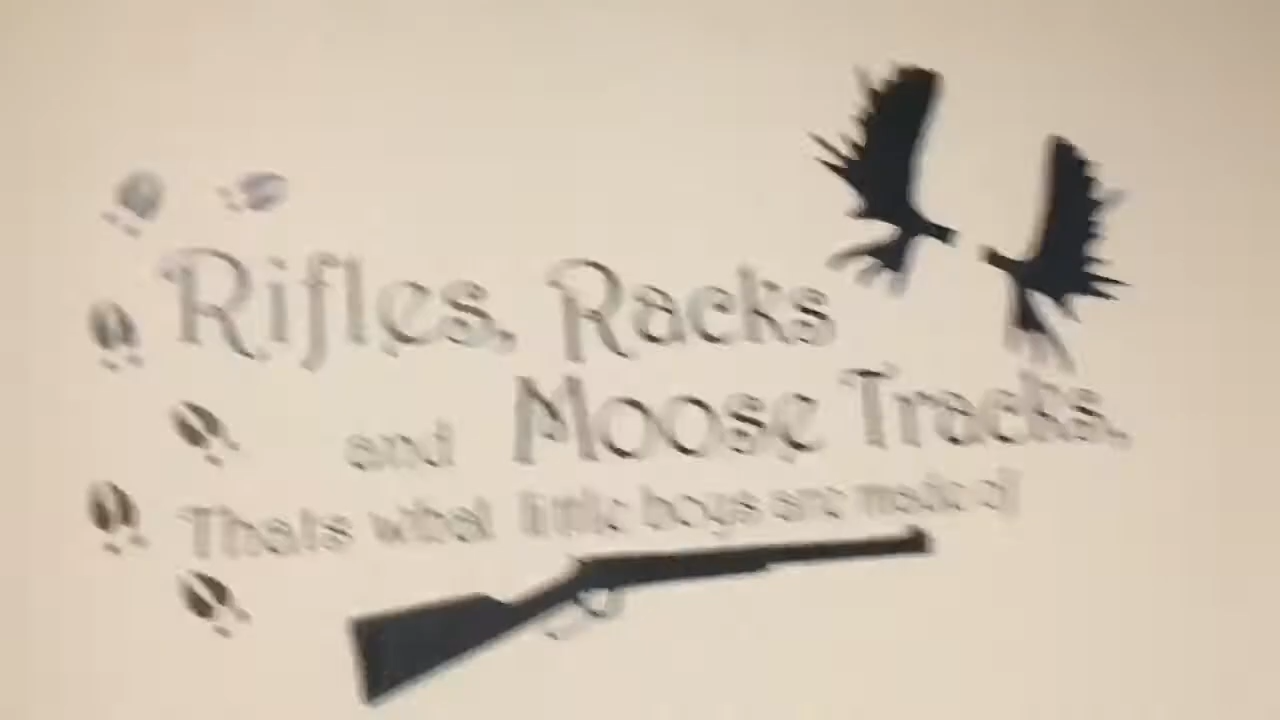 Rifles, Racks
and Moose Tracks,
Thats what little boys are made of